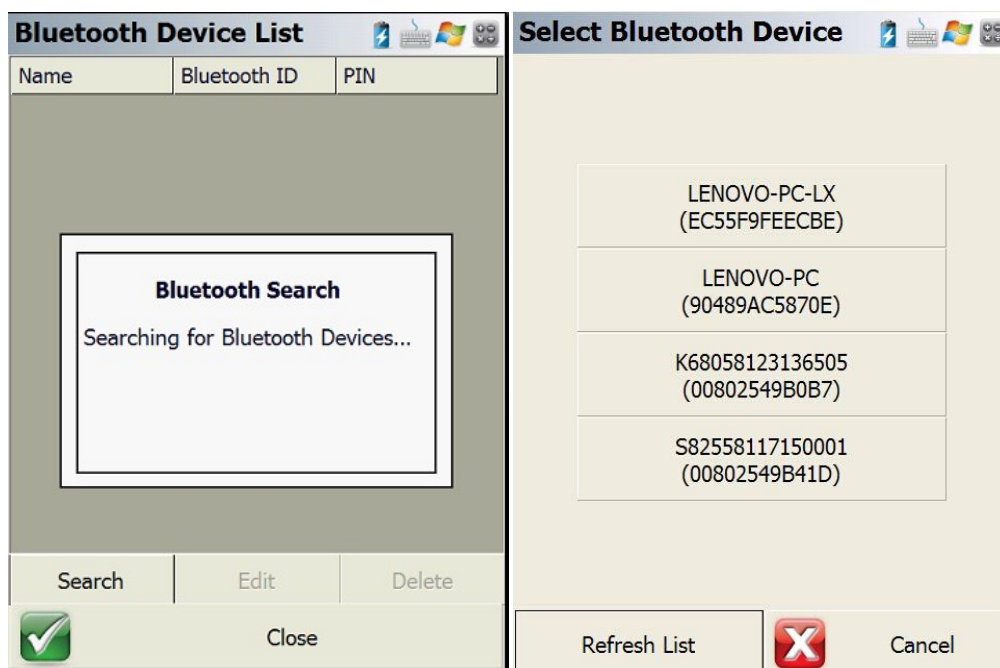 Bluetooth Device List
Name Bluetooth ID PIN
Bluetooth Search
Searching for Bluetooth Devices...
Search Edit Delete
Close
Select Bluetooth Device
LENOVO-PC-LX
(EC55F9FEECBE)
LENOVO-PC
(90489AC5870E)
K68058123136505
(00802549B0B7)
S82558117150001
(00802549B41D)
Refresh List Cancel